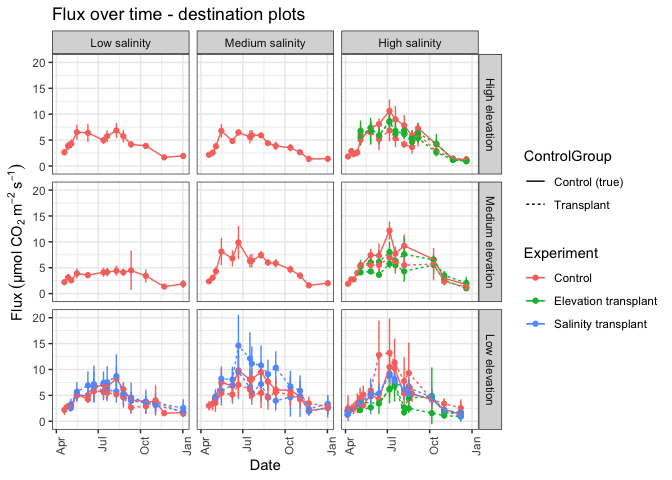 Flux over time - destination plots
Low salinity
Medium salinity
High salinity
20
15
10
5
0
High elevation
20
15
10
5
0
Medium elevation
20
15
10
5
0
Low elevation
Apr
Jul
Oct
Jan
Apr
Jul
Oct
Jan
Apr
Jul
Oct
Jan
Date
Flux (μmol CO₂ m⁻² s⁻¹)
ControlGroup
Control (true)
Transplant
Experiment
Control
Elevation transplant
Salinity transplant